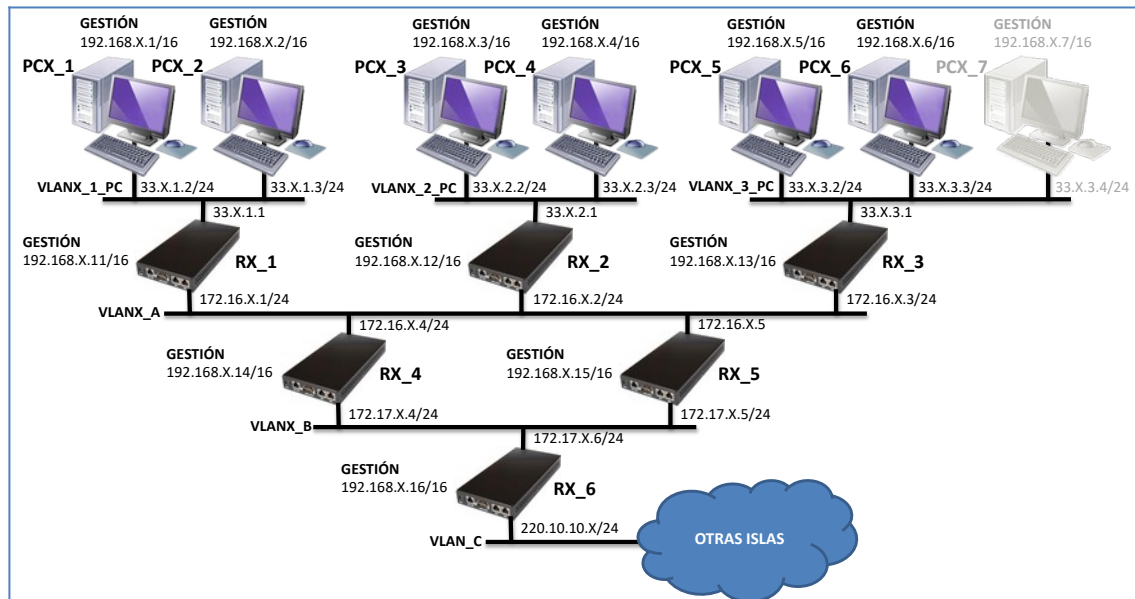 GESTIÓN
192.168.X.1/16
GESTIÓN
192.168.X.2/16
GESTIÓN
192.168.X.3/16
GESTIÓN
192.168.X.4/16
GESTIÓN
192.168.X.5/16
GESTIÓN
192.168.X.6/16
GESTIÓN
192.168.X.7/16
PCX_1
PCX_2
PCX_3
PCX_4
PCX_5
PCX_6
PCX_7
VLANX_1_PC
33.X.1.2/24
33.X.1.3/24
VLANX_2_PC
33.X.2.2/24
33.X.2.3/24
VLANX_3_PC
33.X.3.2/24
33.X.3.3/24
33.X.3.4/24
33.X.1.1
33.X.2.1
33.X.3.1
GESTIÓN
192.168.X.11/16
RX_1
GESTIÓN
192.168.X.12/16
RX_2
GESTIÓN
192.168.X.13/16
RX_3
172.16.X.1/24
172.16.X.2/24
172.16.X.3/24
VLANX_A
172.16.X.4/24
172.16.X.5
GESTIÓN
192.168.X.14/16
RX_4
GESTIÓN
192.168.X.15/16
RX_5
172.17.X.4/24
172.17.X.5/24
VLANX_B
172.17.X.6/24
GESTIÓN
192.168.X.16/16
RX_6
220.10.10.X/24
VLAN_C
OTRAS ISLAS